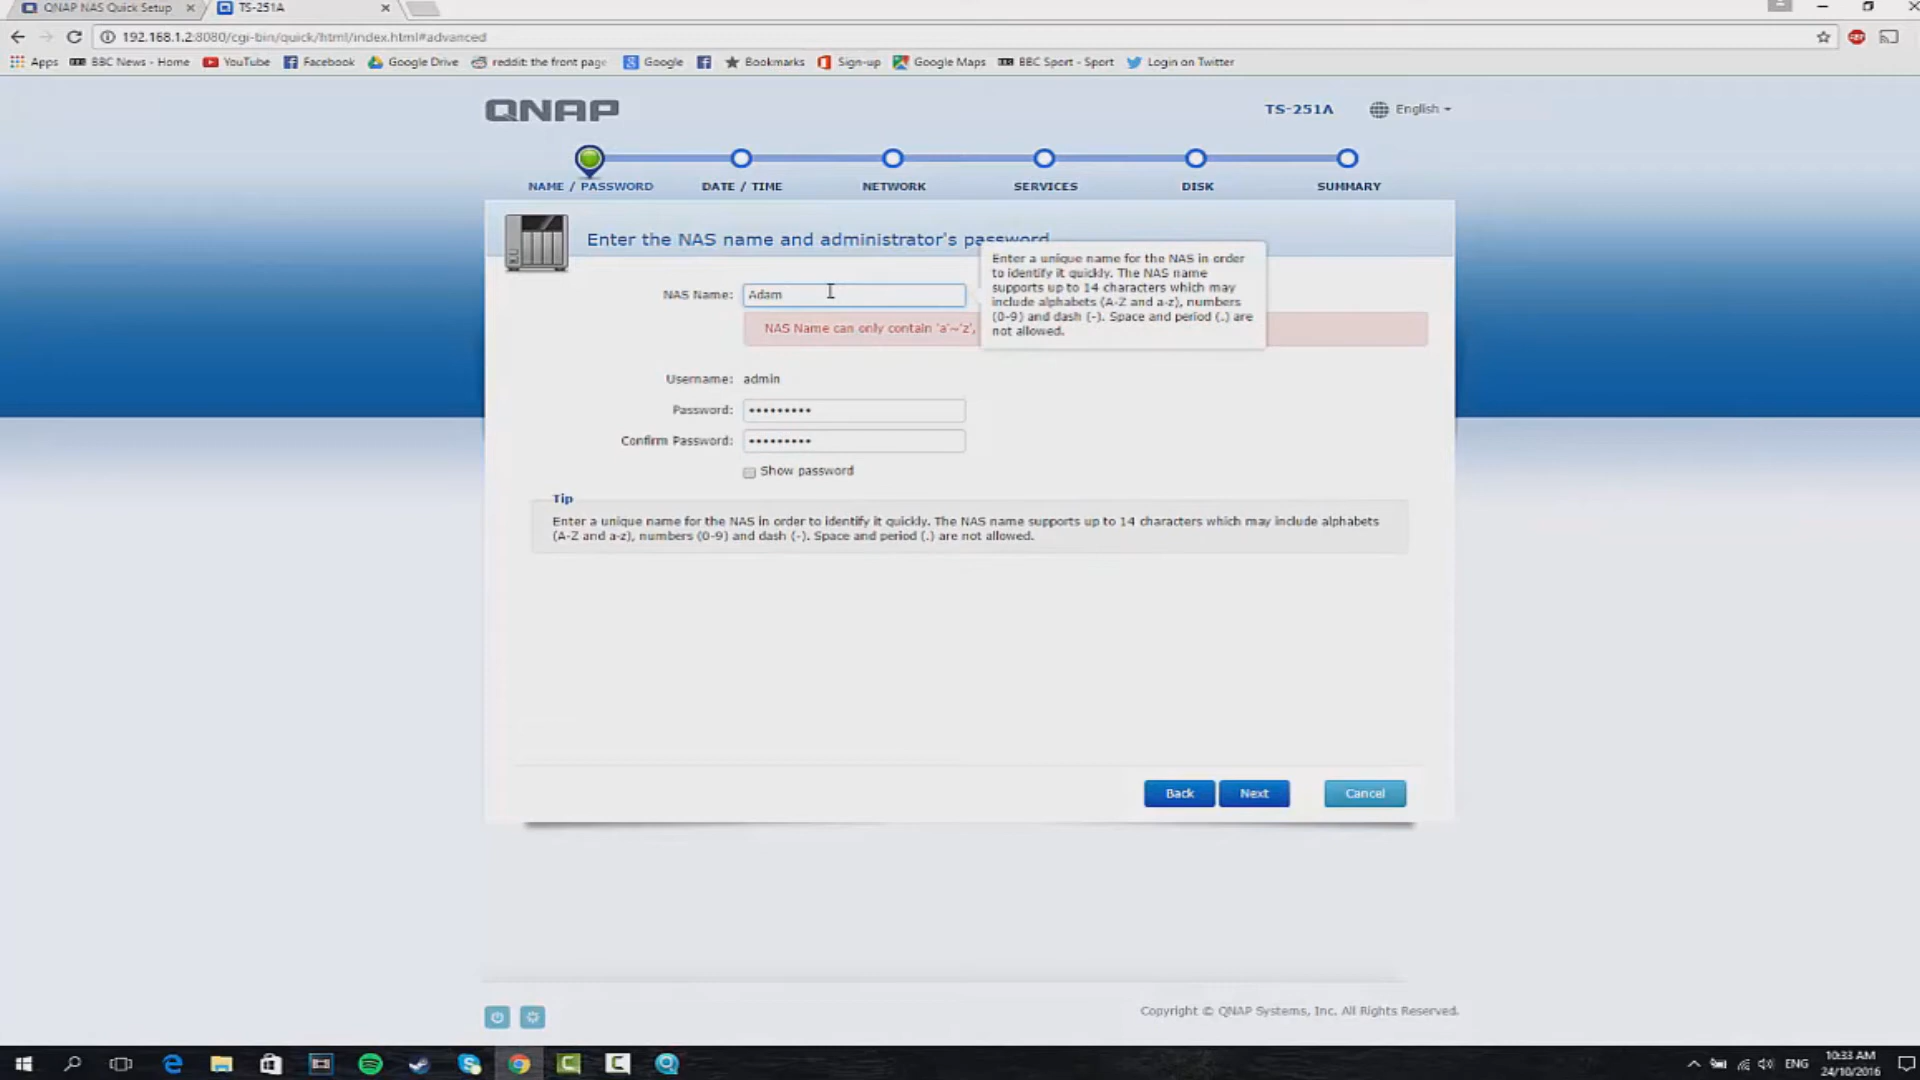 QNAP NAS Quick Setup
TS-251A
192.168.1.2:8080/cgi-bin/quick/html/index.html#advanced
Apps BBC News - Home YouTube Facebook Google Drive reddit: the front page Google Bookmarks Sign-up Google Maps BBC Sport - Sport Login on Twitter
QNAP
TS-251A English
NAME / PASSWORD DATE / TIME NETWORK SERVICES DISK SUMMARY
Enter the NAS name and administrator's password
Enter a unique name for the NAS in order
to identify it quickly. The NAS name
supports up to 14 characters which may
include alphabets (A-Z and a-z), numbers
(0-9) and dash (-). Space and period (.) are
not allowed.
NAS Name: Adam
NAS Name can only contain 'a'~'z',
Username: admin
Password: •••••••••
Confirm Password: •••••••••
Show password
Tip
Enter a unique name for the NAS in order to identify it quickly. The NAS name supports up to 14 characters which may include alphabets
(A-Z and a-z), numbers (0-9) and dash (-). Space and period (.) are not allowed.
Back Next Cancel
Copyright © QNAP Systems, Inc. All Rights Reserved.
ENG
10:33 AM
24/10/2016